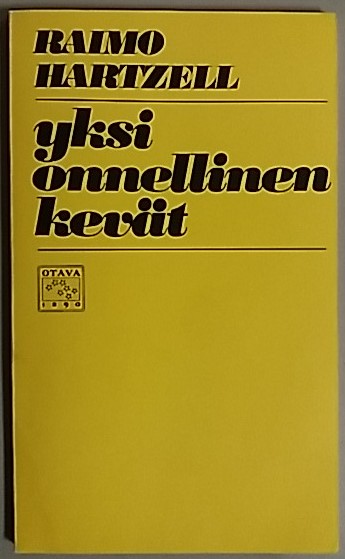 RAIMO
HARTZELL
yksi
onnellinen
kevät
OTAVA
1890